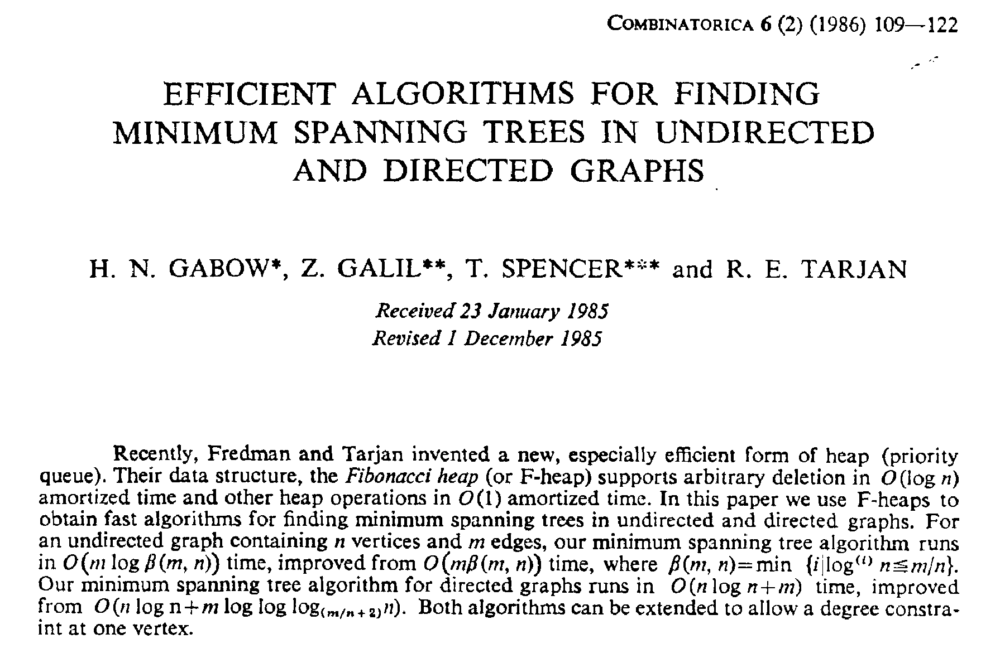 COMBINATORICA 6 (2) (1986) 109—122
EFFICIENT ALGORITHMS FOR FINDING
MINIMUM SPANNING TREES IN UNDIRECTED
AND DIRECTED GRAPHS
H. N. GABOW*, Z. GALIL**, T. SPENCER*** and R. E. TARJAN
Received 23 January 1985
Revised 1 December 1985
Recently, Fredman and Tarjan invented a new, especially efficient form of heap (priority
queue). Their data structure, the Fibonacci heap (or F-heap) supports arbitrary deletion in O(log n)
amortized time and other heap operations in O(1) amortized time. In this paper we use F-heaps to
obtain fast algorithms for finding minimum spanning trees in undirected and directed graphs. For
an undirected graph containing n vertices and m edges, our minimum spanning tree algorithm runs
in O(m log β(m, n)) time, improved from O(mβ(m, n)) time, where β(m, n)=min {i|log⁽ⁱ⁾ n≦m/n}.
Our minimum spanning tree algorithm for directed graphs runs in O(n log n+m) time, improved
from O(n log n+m log log log₍m/n+2₎n). Both algorithms can be extended to allow a degree constra-
int at one vertex.